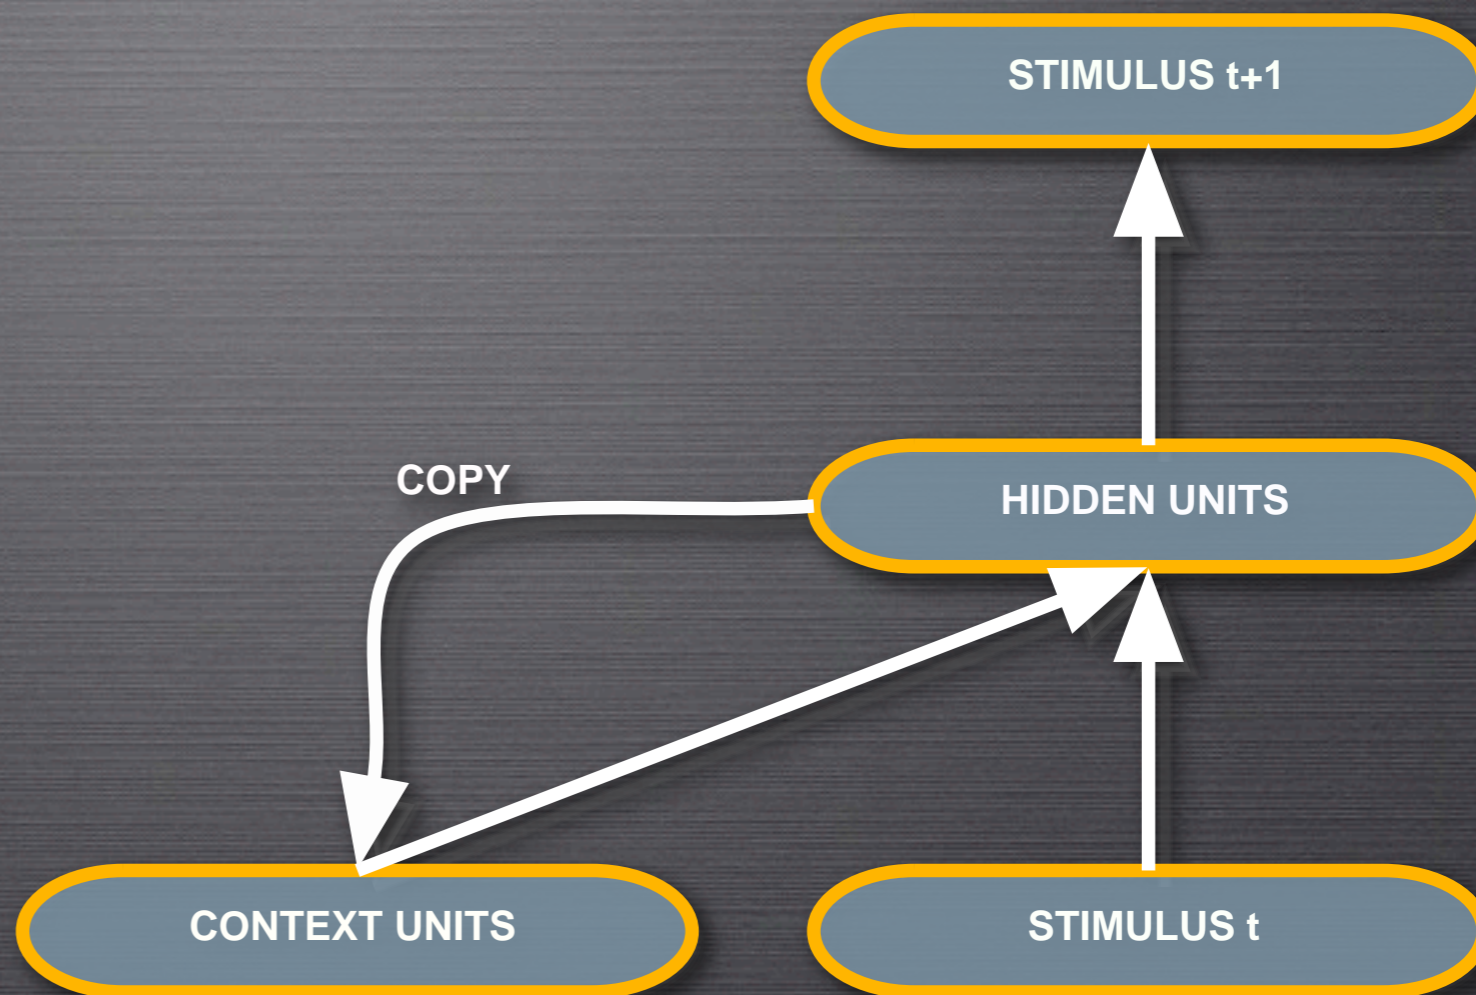 STIMULUS t+1
COPY
HIDDEN UNITS
CONTEXT UNITS
STIMULUS t